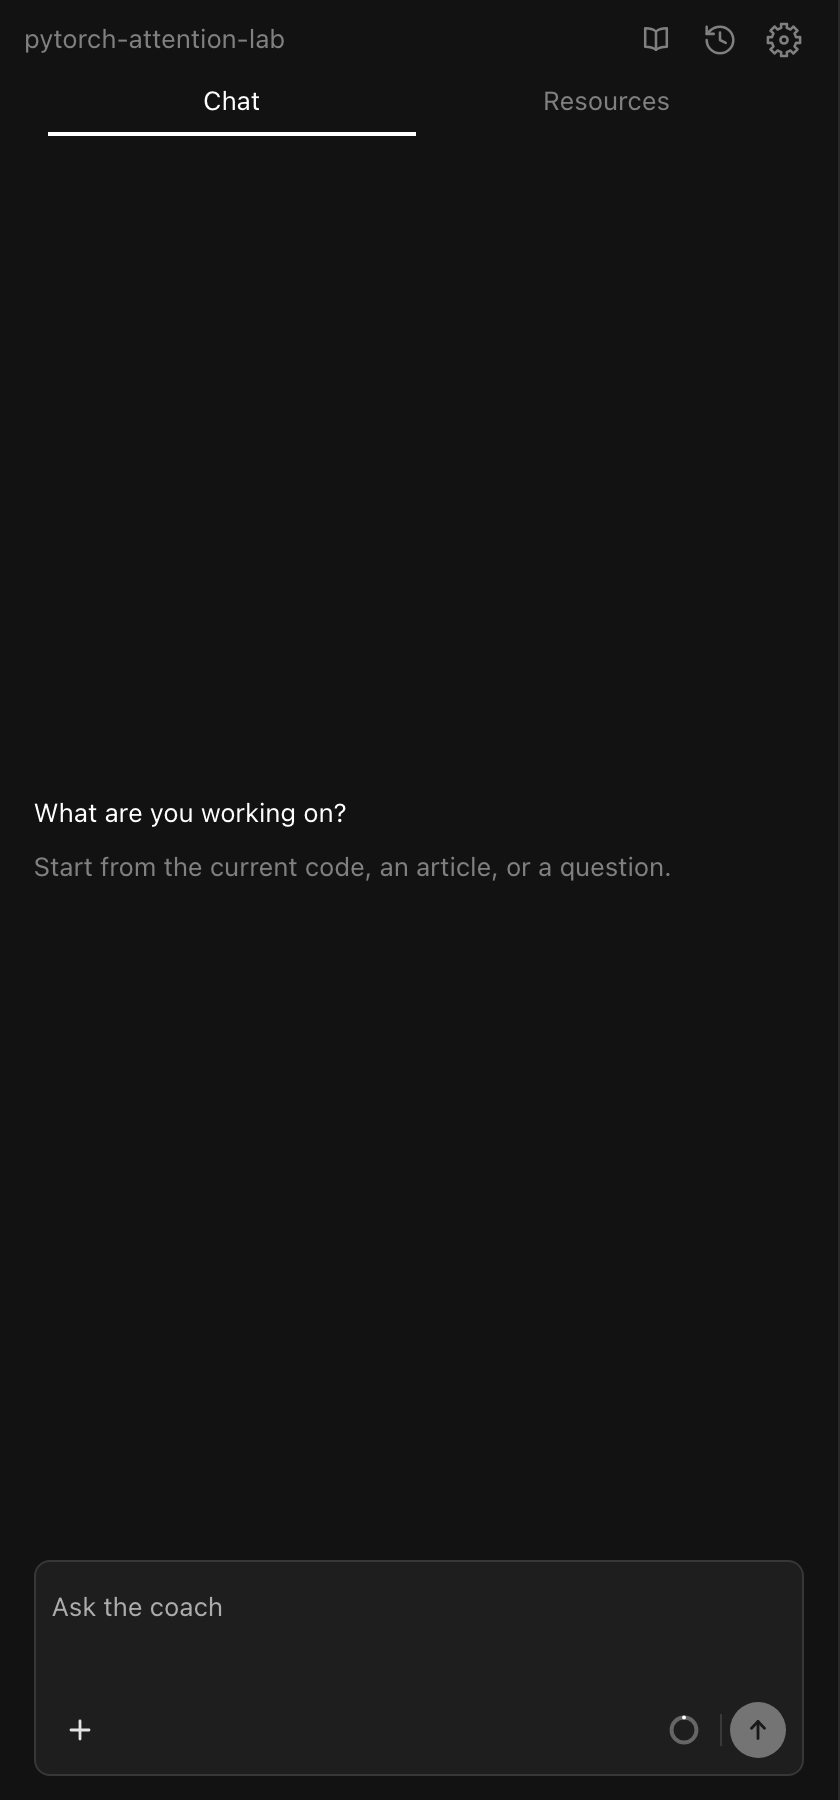 pytorch-attention-lab
Chat
Resources
What are you working on?
Start from the current code, an article, or a question.
Ask the coach